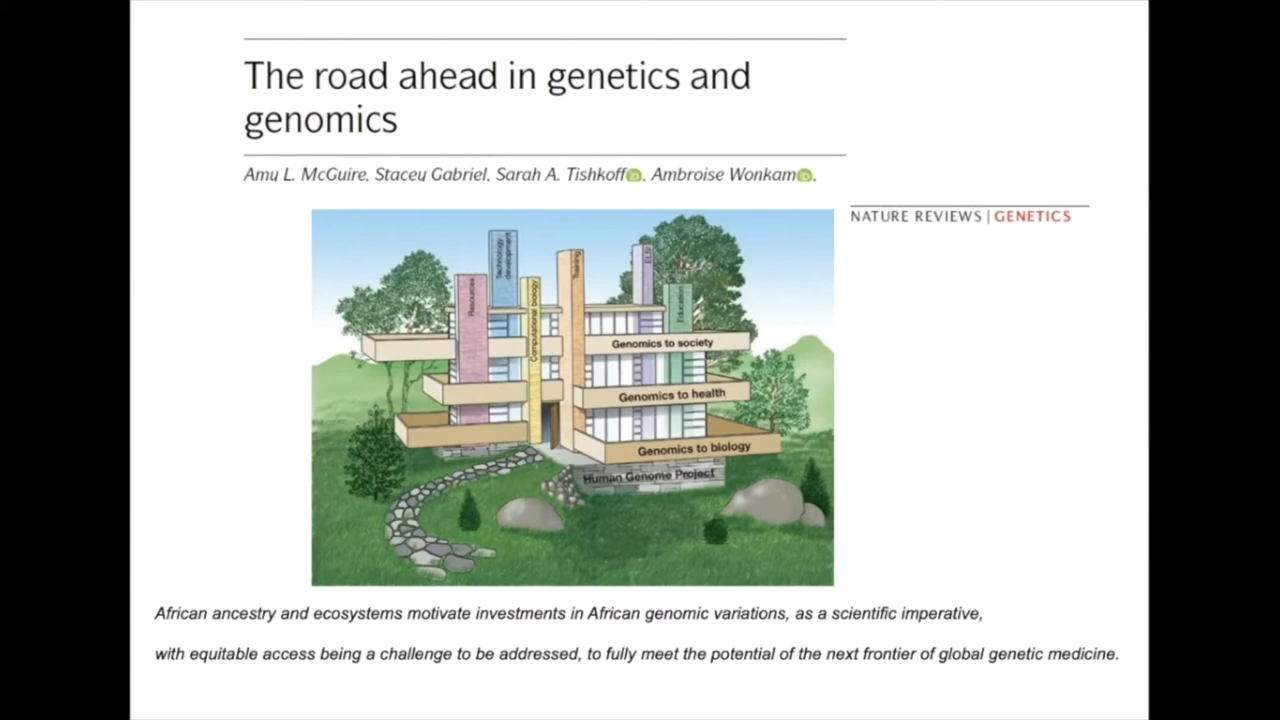 The road ahead in genetics and
genomics
Amy L. McGuire, Stacey Gabriel, Sarah A. Tishkoff iD, Ambroise Wonkam iD,
NATURE REVIEWS | GENETICS
Resources
Technology
development
Computational biology
Training
ELSI
Education
Genomics to society
Genomics to health
Genomics to biology
Human Genome Project
African ancestry and ecosystems motivate investments in African genomic variations, as a scientific imperative,
with equitable access being a challenge to be addressed, to fully meet the potential of the next frontier of global genetic medicine.